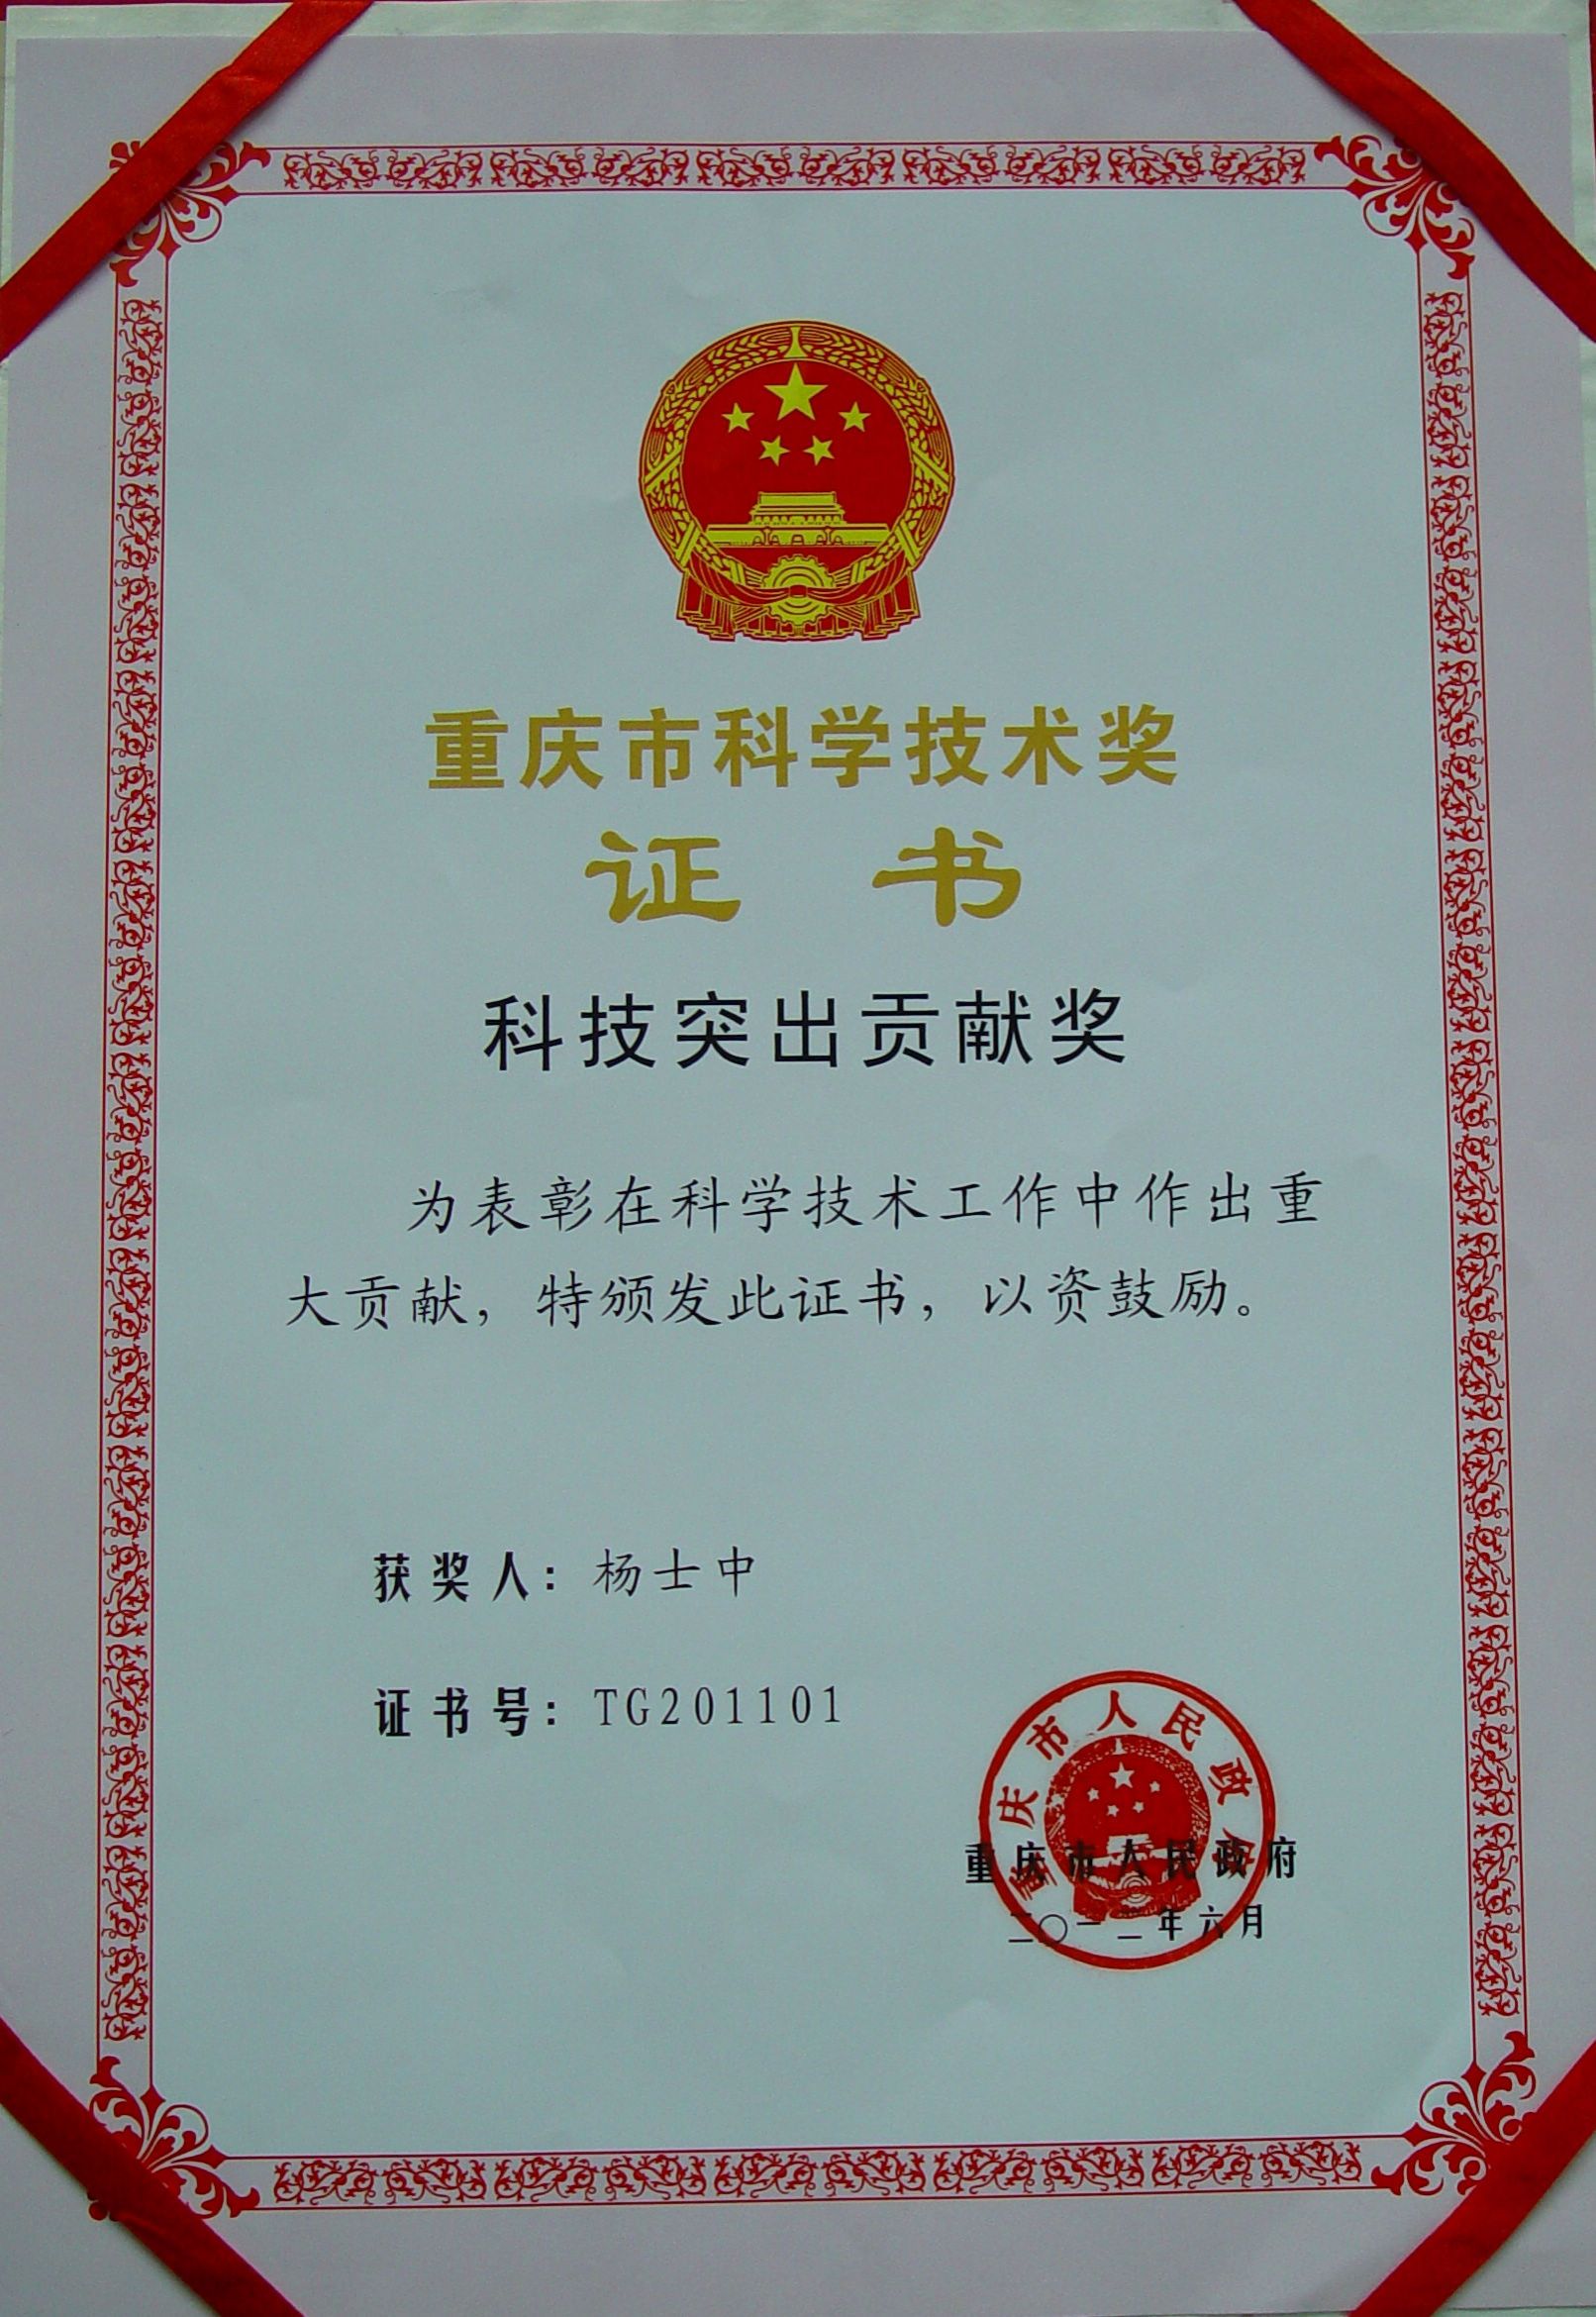 重庆市科学技术奖
证书
科技突出贡献奖
为表彰在科学技术工作中作出重
大贡献，特颁发此证书，以资鼓励。
获奖人：杨士中
证书号：TG201101
重庆市人民政府
重庆市人民政府
二〇一二年六月